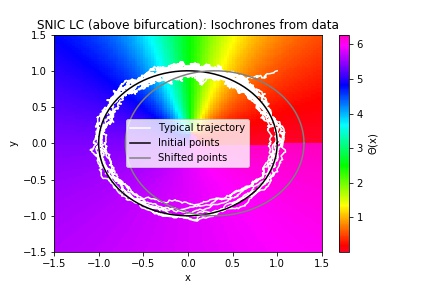 SNIC LC (above bifurcation): Isochrones from data
1.5
1.0
0.5
0.0
−0.5
−1.0
−1.5
y
Typical trajectory
Initial points
Shifted points
−1.5 −1.0 −0.5 0.0 0.5 1.0 1.5
x
6
5
4
3
2
1
Θ(x)